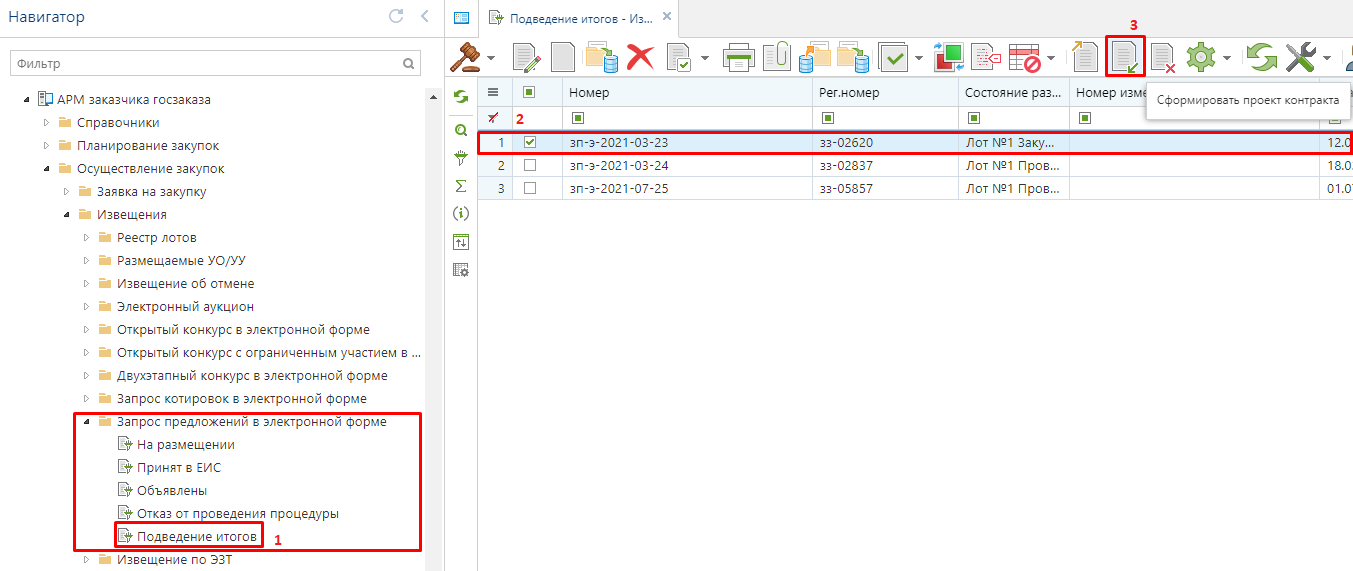 Навигатор
Фильтр
АРМ заказчика госзаказа
Справочники
Планирование закупок
Осуществление закупок
Заявка на закупку
Извещения
Реестр лотов
Размещаемые УО/УУ
Извещение об отмене
Электронный аукцион
Открытый конкурс в электронной форме
Открытый конкурс с ограниченным участием в ...
Двухэтапный конкурс в электронной форме
Запрос котировок в электронной форме
Запрос предложений в электронной форме
На размещении
Принят в ЕИС
Объявлены
Отказ от проведения процедуры
Подведение итогов 1
Извещение по ЭЗТ
Подведение итогов - Из...
3
Номер Рег.номер Состояние раз... Номер изме
Сформировать проект контракта
2
1 зп-э-2021-03-23 зз-02620 Лот №1 Заку... 12.0
2 зп-э-2021-03-24 зз-02837 Лот №1 Пров... 18.0
3 зп-э-2021-07-25 зз-05857 Лот №1 Пров... 01.0